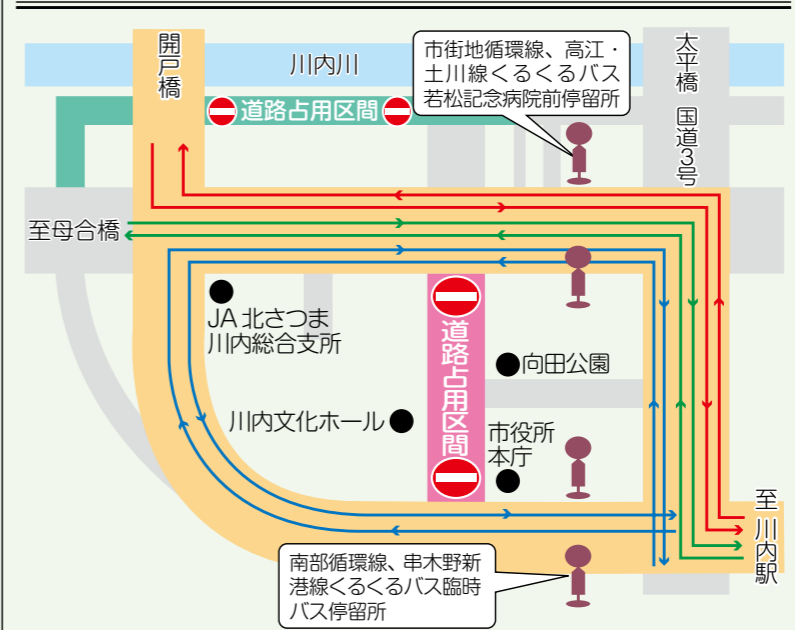 開戸橋
川内川
市街地循環線、高江・
土川線くるくるバス
若松記念病院前停留所
太平橋 国道3号
道路占用区間
至母合橋
JA北さつま
川内総合支所
道路占用区間
向田公園
川内文化ホール
市役所
本庁
至川内駅
南部循環線、串木野新
港線くるくるバス臨時
バス停留所